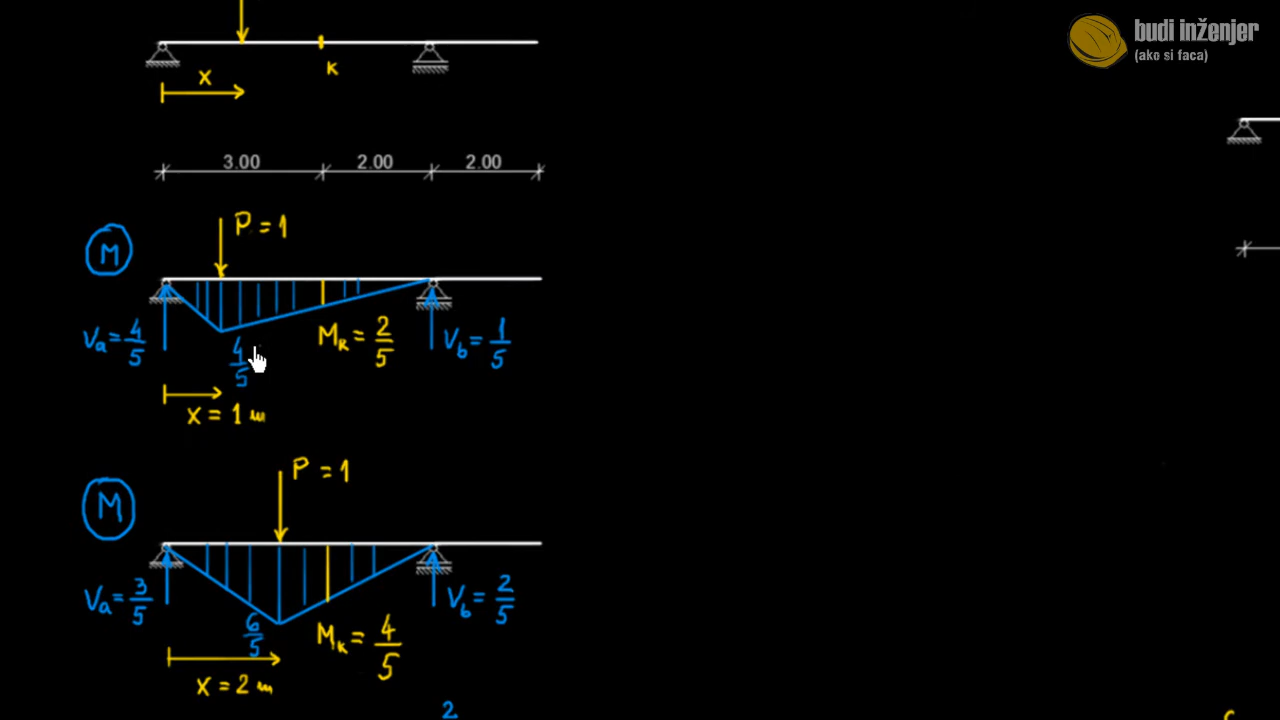 budi inženjer
(ako si faca)
K
x
3.00 2.00 2.00
M
P = 1
Va = 4/5
4/5
MK = 2/5
Vb = 1/5
x = 1 m
M
P = 1
Va = 3/5
6/5
MK = 4/5
Vb = 2/5
x = 2 m
2